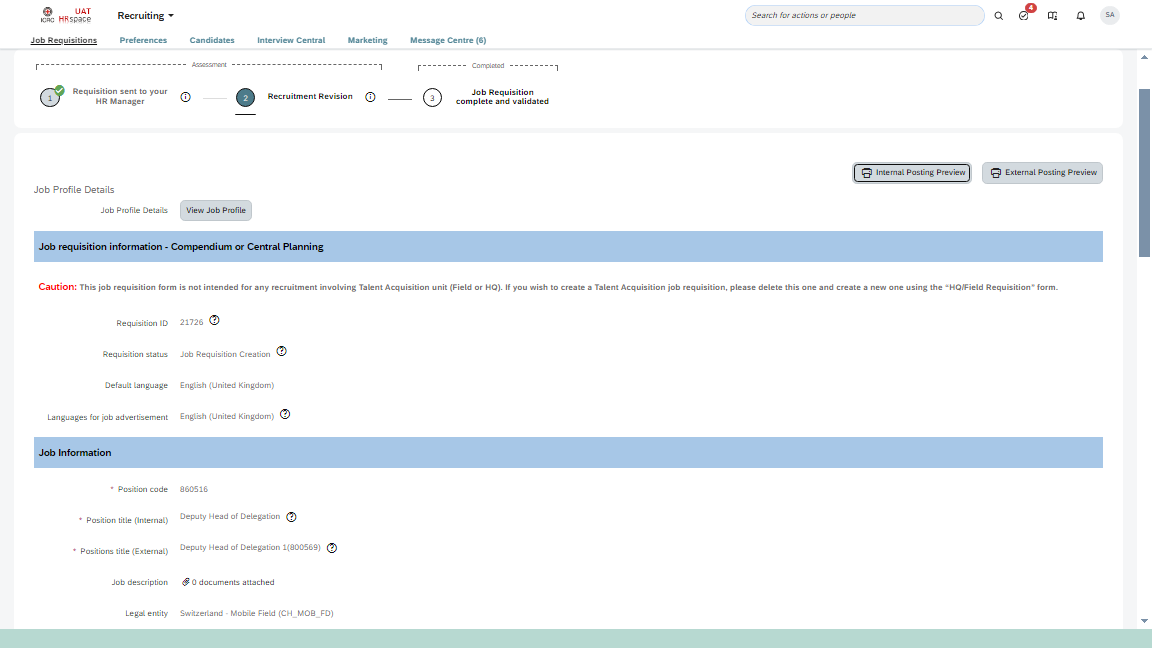 ICRC
UAT
HRspace
Recruiting
Search for actions or people
4
SA
Job Requisitions
Preferences
Candidates
Interview Central
Marketing
Message Centre (6)
Assessment
Completed
1
Requisition sent to your
HR Manager
2
Recruitment Revision
3
Job Requisition
complete and validated
Internal Posting Preview
External Posting Preview
Job Profile Details
Job Profile Details
View Job Profile
Job requisition information - Compendium or Central Planning
Caution: This job requisition form is not intended for any recruitment involving Talent Acquisition unit (Field or HQ). If you wish to create a Talent Acquisition job requisition, please delete this one and create a new one using the “HQ/Field Requisition” form.
Requisition ID 21726
Requisition status Job Requisition Creation
Default language English (United Kingdom)
Languages for job advertisement English (United Kingdom)
Job Information
* Position code 860516
* Position title (Internal) Deputy Head of Delegation
* Positions title (External) Deputy Head of Delegation 1(800569)
Job description 0 documents attached
Legal entity Switzerland - Mobile Field (CH_MOB_FD)